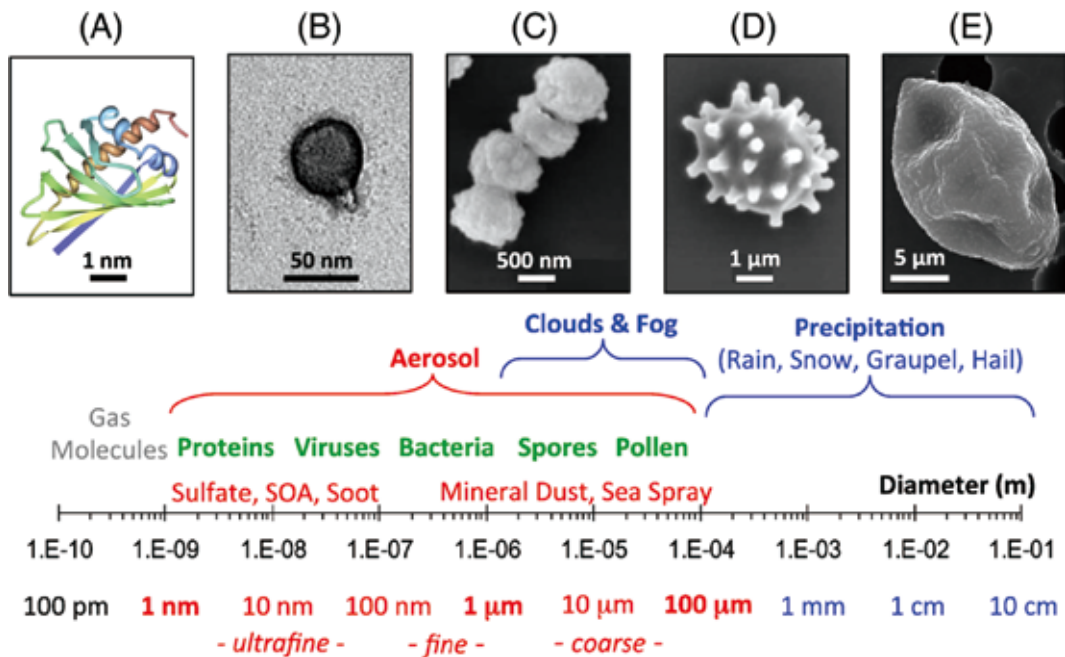 (A) (B) (C) (D) (E)
1 nm 50 nm 500 nm 1 μm 5 μm
Clouds & Fog Precipitation
Aerosol (Rain, Snow, Graupel, Hail)
Gas
Molecules Proteins Viruses Bacteria Spores Pollen
Sulfate, SOA, Soot Mineral Dust, Sea Spray Diameter (m)
1.E-10 1.E-09 1.E-08 1.E-07 1.E-06 1.E-05 1.E-04 1.E-03 1.E-02 1.E-01
100 pm 1 nm 10 nm 100 nm 1 μm 10 μm 100 μm 1 mm 1 cm 10 cm
- ultrafine - - fine - - coarse -